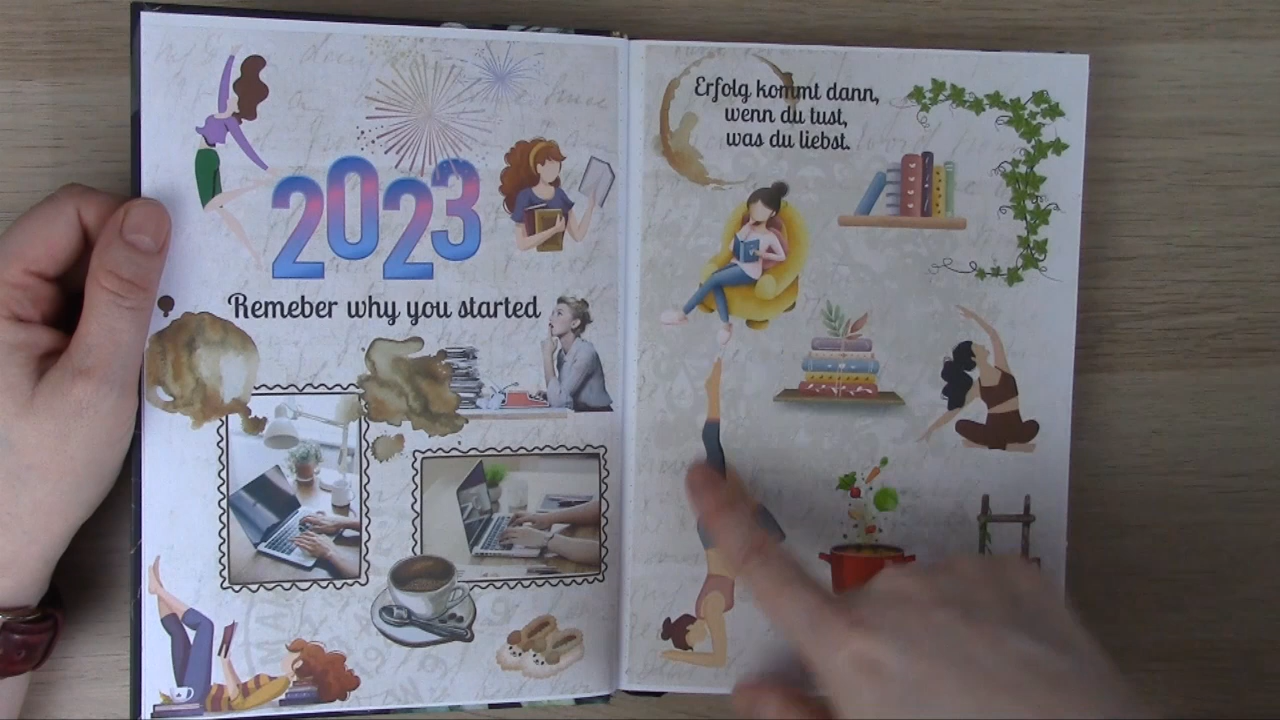 2023
Remeber why you started
Erfolg kommt dann,
wenn du tust,
was du liebst.